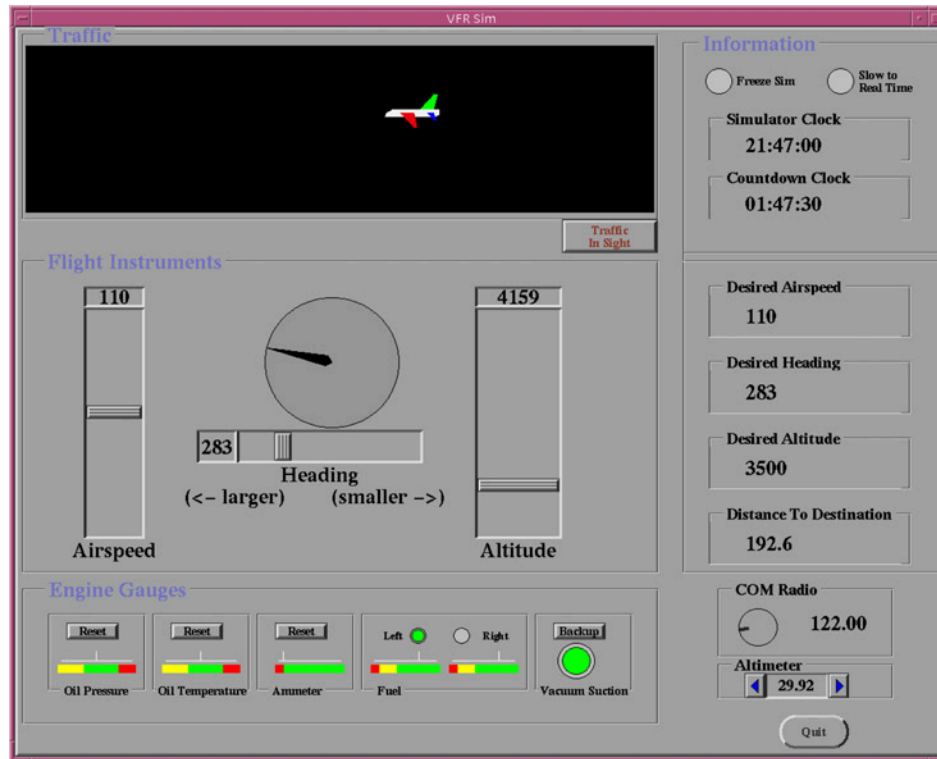 VFR Sim
Traffic
Traffic
In Sight
Information
Freeze Sim
Slow to
Real Time
Simulator Clock
21:47:00
Countdown Clock
01:47:30
Flight Instruments
110
Airspeed
283
Heading
(<- larger) (smaller ->)
4159
Altitude
Desired Airspeed
110
Desired Heading
283
Desired Altitude
3500
Distance To Destination
192.6
Engine Gauges
Reset
Oil Pressure
Reset
Oil Temperature
Reset
Ammeter
Left Right
Fuel
Backup
Vacuum Suction
COM Radio
122.00
Altimeter
29.92
Quit